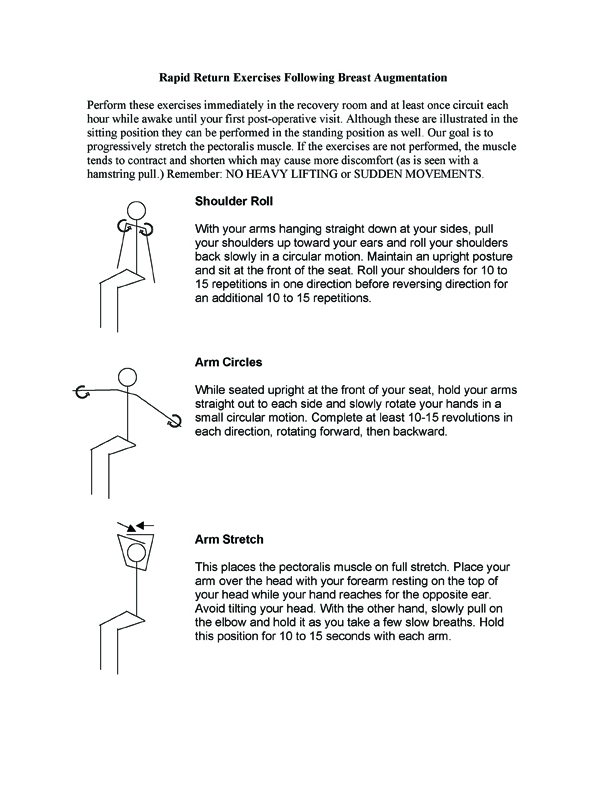 Rapid Return Exercises Following Breast Augmentation
Perform these exercises immediately in the recovery room and at least once circuit each
hour while awake until your first post-operative visit. Although these are illustrated in the
sitting position they can be performed in the standing position as well. Our goal is to
progressively stretch the pectoralis muscle. If the exercises are not performed, the muscle
tends to contract and shorten which may cause more discomfort (as is seen with a
hamstring pull.) Remember: NO HEAVY LIFTING or SUDDEN MOVEMENTS.
Shoulder Roll
With your arms hanging straight down at your sides, pull
your shoulders up toward your ears and roll your shoulders
back slowly in a circular motion. Maintain an upright posture
and sit at the front of the seat. Roll your shoulders for 10 to
15 repetitions in one direction before reversing direction for
an additional 10 to 15 repetitions.
Arm Circles
While seated upright at the front of your seat, hold your arms
straight out to each side and slowly rotate your hands in a
small circular motion. Complete at least 10-15 revolutions in
each direction, rotating forward, then backward.
Arm Stretch
This places the pectoralis muscle on full stretch. Place your
arm over the head with your forearm resting on the top of
your head while your hand reaches for the opposite ear.
Avoid tilting your head. With the other hand, slowly pull on
the elbow and hold it as you take a few slow breaths. Hold
this position for 10 to 15 seconds with each arm.